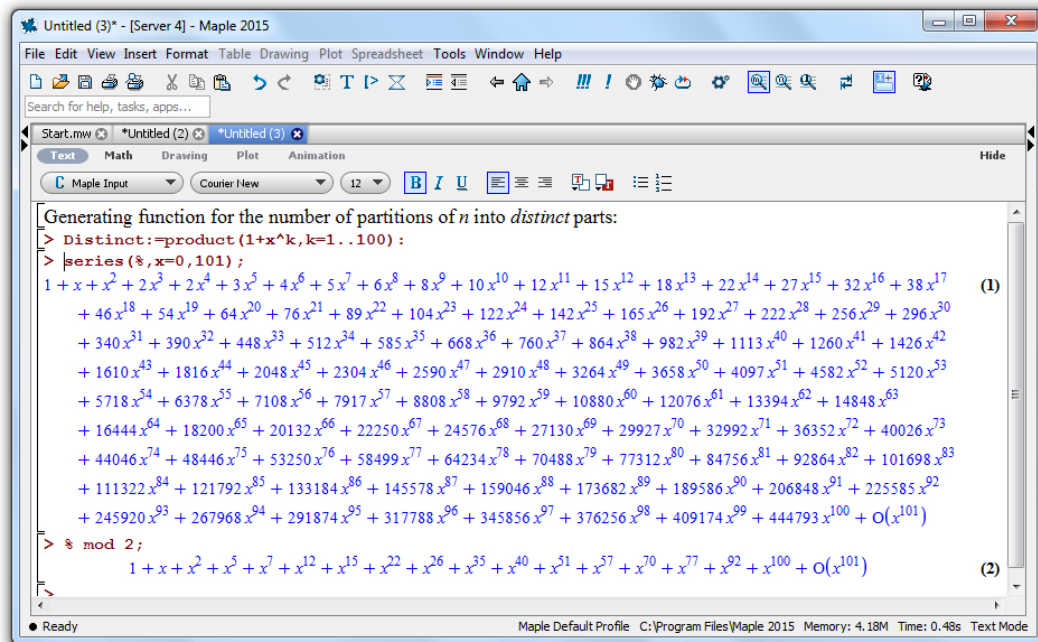 Untitled (3)* - [Server 4] - Maple 2015
File Edit View Insert Format Table Drawing Plot Spreadsheet Tools Window Help
Search for help, tasks, apps...
Start.mw *Untitled (2) *Untitled (3)
Text Math Drawing Plot Animation Hide
C Maple Input Courier New 12 B I U
Generating function for the number of partitions of n into distinct parts:
> Distinct:=product(1+x^k,k=1..100):
> series(%,x=0,101);
1 + x + x^2 + 2x^3 + 2x^4 + 3x^5 + 4x^6 + 5x^7 + 6x^8 + 8x^9 + 10x^10 + 12x^11 + 15x^12 + 18x^13 + 22x^14 + 27x^15 + 32x^16 + 38x^17 (1)
+ 46x^18 + 54x^19 + 64x^20 + 76x^21 + 89x^22 + 104x^23 + 122x^24 + 142x^25 + 165x^26 + 192x^27 + 222x^28 + 256x^29 + 296x^30
+ 340x^31 + 390x^32 + 448x^33 + 512x^34 + 585x^35 + 668x^36 + 760x^37 + 864x^38 + 982x^39 + 1113x^40 + 1260x^41 + 1426x^42
+ 1610x^43 + 1816x^44 + 2048x^45 + 2304x^46 + 2590x^47 + 2910x^48 + 3264x^49 + 3658x^50 + 4097x^51 + 4582x^52 + 5120x^53
+ 5718x^54 + 6378x^55 + 7108x^56 + 7917x^57 + 8808x^58 + 9792x^59 + 10880x^60 + 12076x^61 + 13394x^62 + 14848x^63
+ 16444x^64 + 18200x^65 + 20132x^66 + 22250x^67 + 24576x^68 + 27130x^69 + 29927x^70 + 32992x^71 + 36352x^72 + 40026x^73
+ 44046x^74 + 48446x^75 + 53250x^76 + 58499x^77 + 64234x^78 + 70488x^79 + 77312x^80 + 84756x^81 + 92864x^82 + 101698x^83
+ 111322x^84 + 121792x^85 + 133184x^86 + 145578x^87 + 159046x^88 + 173682x^89 + 189586x^90 + 206848x^91 + 225585x^92
+ 245920x^93 + 267968x^94 + 291874x^95 + 317788x^96 + 345856x^97 + 376256x^98 + 409174x^99 + 444793x^100 + O(x^101)
> % mod 2;
1 + x + x^2 + x^5 + x^7 + x^12 + x^15 + x^22 + x^26 + x^35 + x^40 + x^51 + x^57 + x^70 + x^77 + x^92 + x^100 + O(x^101) (2)
>
Ready Maple Default Profile C:\Program Files\Maple 2015 Memory: 4.18M Time: 0.48s Text Mode